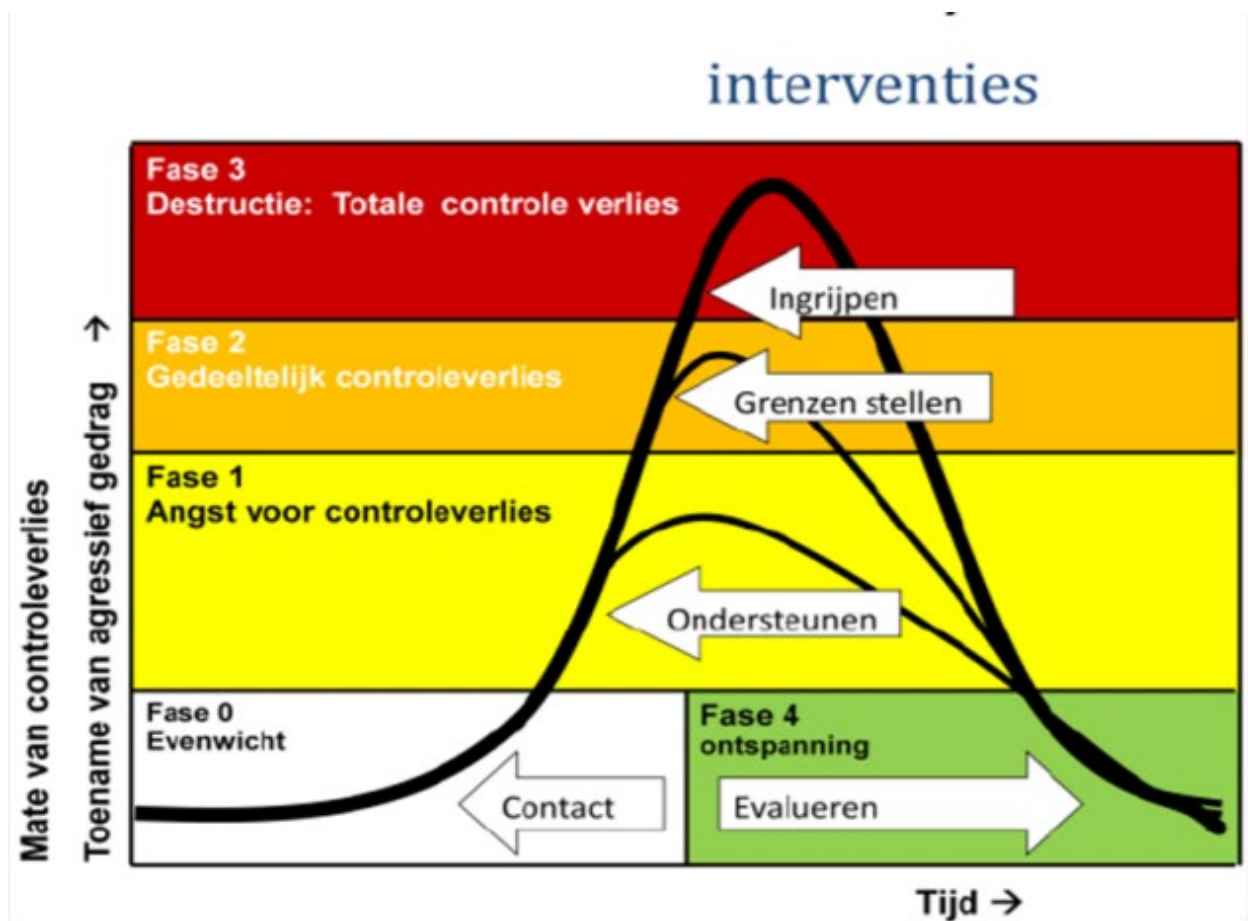 interventies
Fase 3
Destructie: Totale controle verlies
Ingrijpen
Fase 2
Gedeeltelijk controleverlies
Grenzen stellen
Fase 1
Angst voor controleverlies
Ondersteunen
Fase 0
Evenwicht
Contact
Fase 4
ontspanning
Evalueren
Mate van controleverlies
Toename van agressief gedrag →
Tijd →